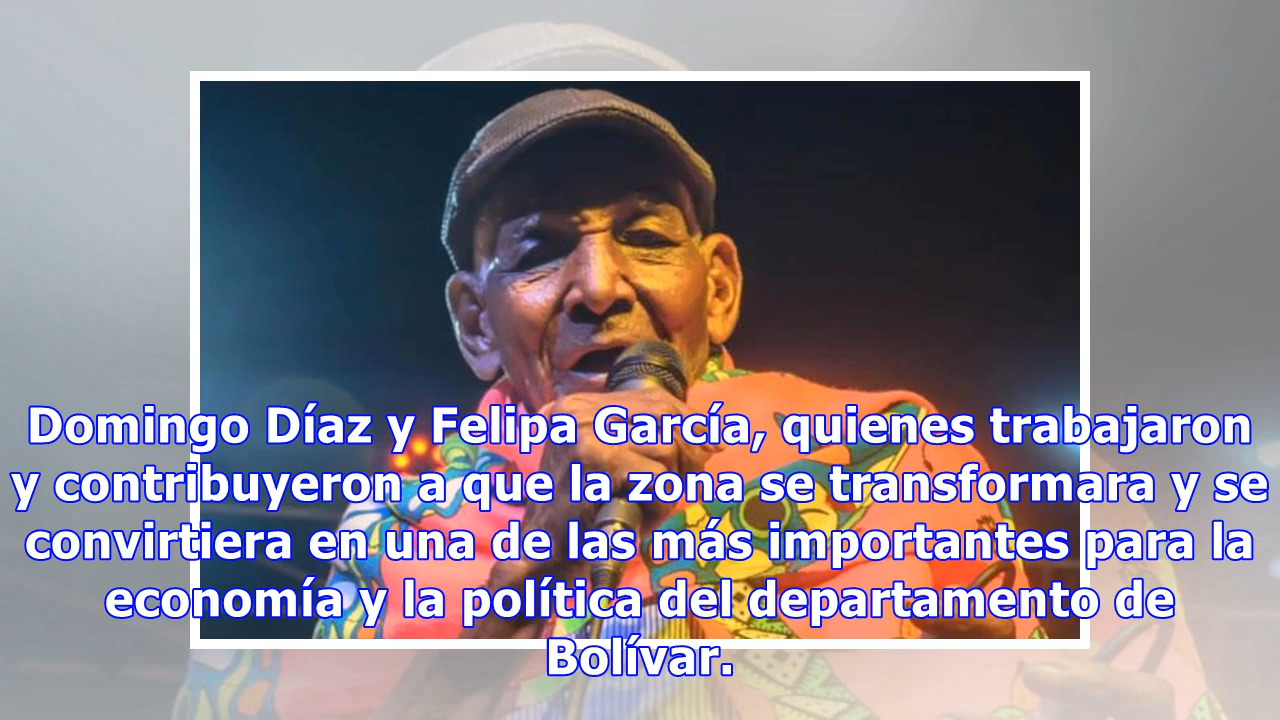 Domingo Díaz y Felipa García, quienes trabajaron
y contribuyeron a que la zona se transformara y se
convirtiera en una de las más importantes para la
economía y la política del departamento de
Bolívar.